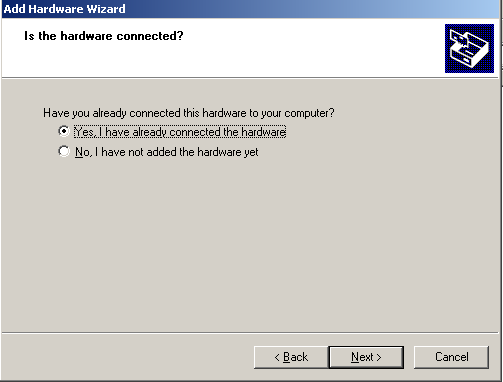 Add Hardware Wizard
Is the hardware connected?
Have you already connected this hardware to your computer?
Yes, I have already connected the hardware
No, I have not added the hardware yet
< Back
Next >
Cancel